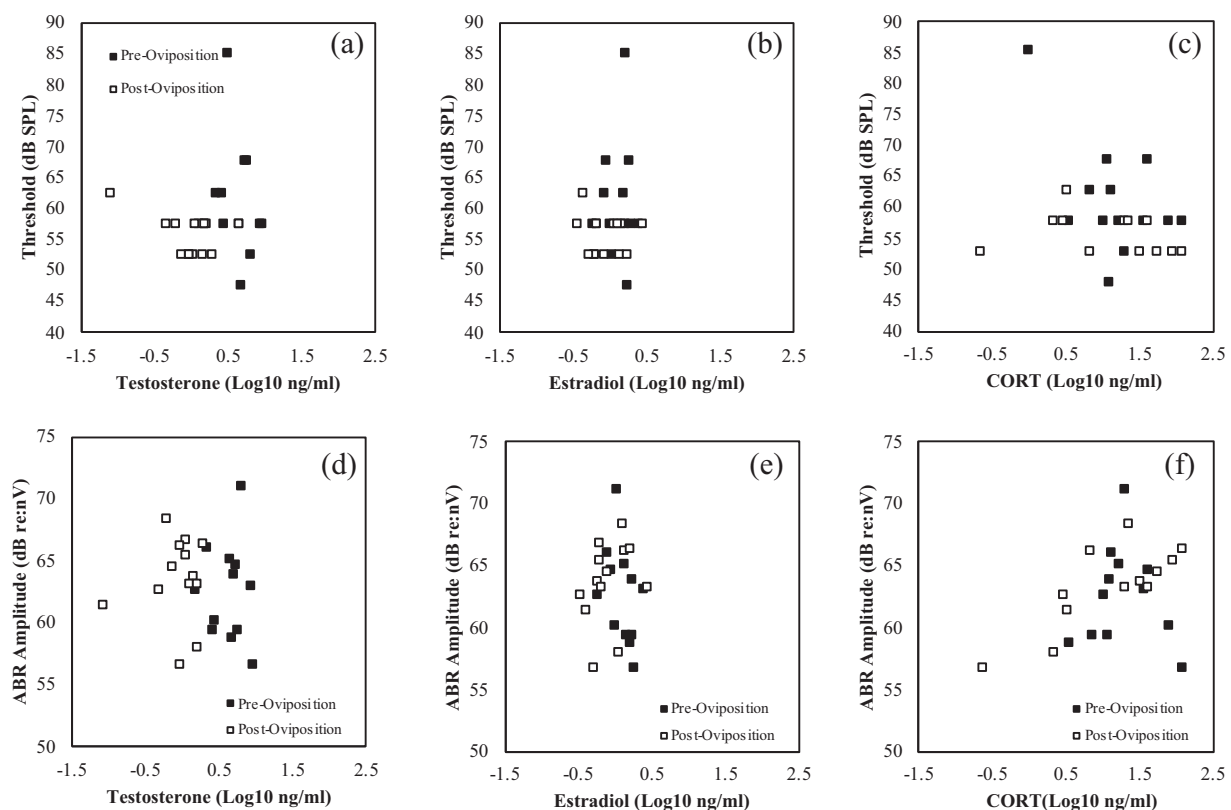 (a)
90
85
80
75
70
65
60
55
50
45
40
Threshold (dB SPL)
Pre-Oviposition
Post-Oviposition
-1.5 -0.5 0.5 1.5 2.5
Testosterone (Log10 ng/ml)
(b)
90
85
80
75
70
65
60
55
50
45
40
Threshold (dB SPL)
-1.5 -0.5 0.5 1.5 2.5
Estradiol (Log10 ng/ml)
(c)
90
85
80
75
70
65
60
55
50
45
40
Threshold (dB SPL)
-1.5 -0.5 0.5 1.5 2.5
CORT (Log10 ng/ml)
(d)
75
70
65
60
55
50
ABR Amplitude (dB re:nV)
Pre-Oviposition
Post-Oviposition
-1.5 -0.5 0.5 1.5 2.5
Testosterone (Log10 ng/ml)
(e)
75
70
65
60
55
50
ABR Amplitude (dB re:nV)
Pre-Oviposition
Post-Oviposition
-1.5 -0.5 0.5 1.5 2.5
Estradiol (Log10 ng/ml)
(f)
75
70
65
60
55
50
ABR Amplitude (dB re:nV)
Pre-Oviposition
Post-Oviposition
-1.5 -0.5 0.5 1.5 2.5
CORT(Log10 ng/ml)